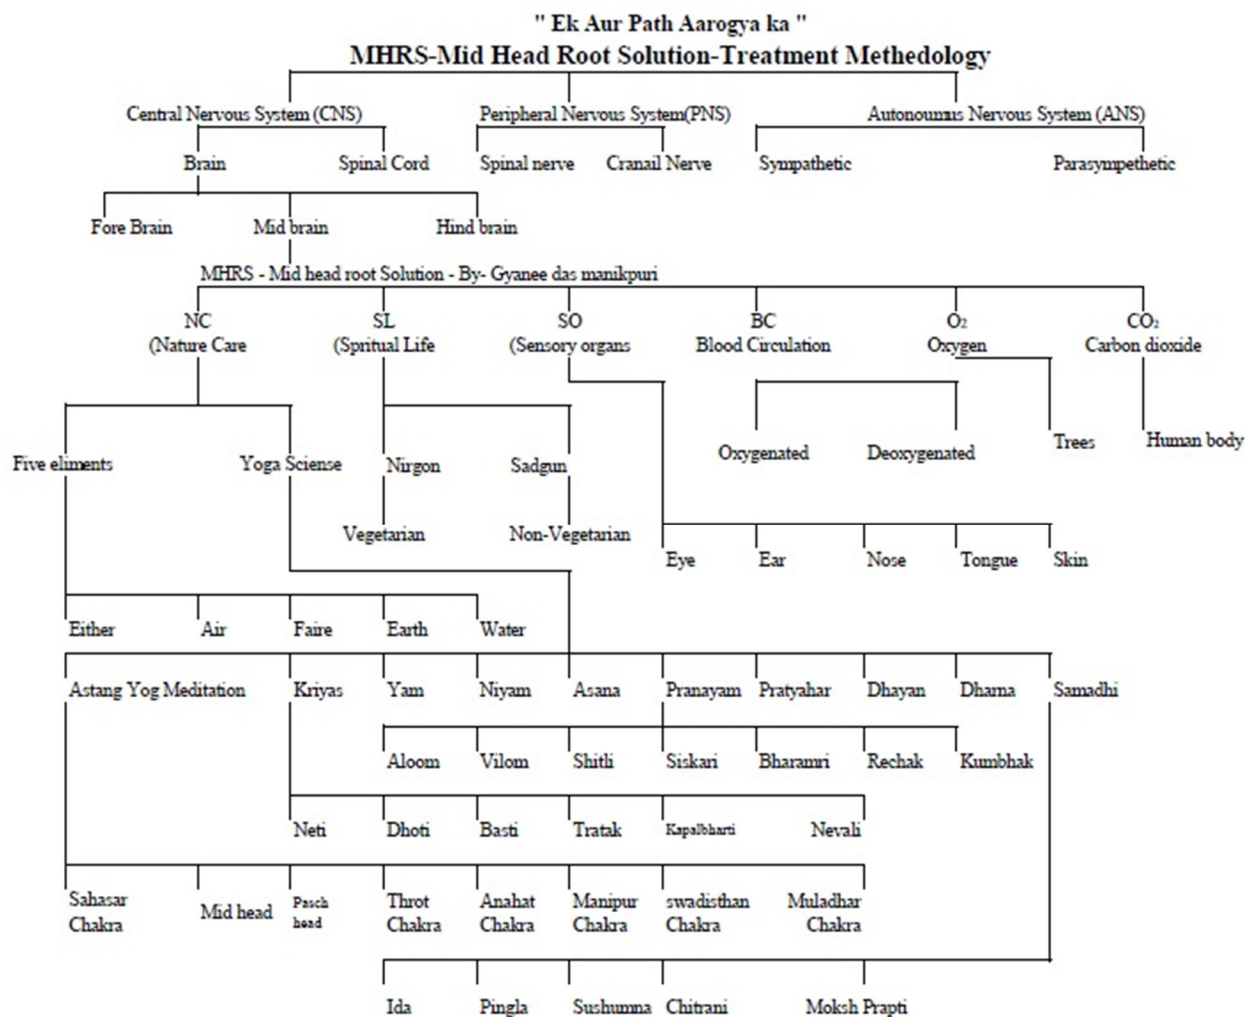 " Ek Aur Path Aarogya ka "
MHRS-Mid Head Root Solution-Treatment Methedology
Central Nervous System (CNS) Peripheral Nervous System(PNS) Autonoumus Nervous System (ANS)
Brain Spinal Cord Spinal nerve Cranail Nerve Sympathetic Parasympethetic
Fore Brain Mid brain Hind brain
MHRS - Mid head root Solution - By- Gyanee das manikpuri
NC SL SO BC O₂ CO₂
(Nature Care (Spritual Life (Sensory organs Blood Circulation Oxygen Carbon dioxide
Oxygenated Deoxygenated Trees Human body
Five eliments Yoga Sciense Nirgon Sadgun
Vegetarian Non-Vegetarian
Eye Ear Nose Tongue Skin
Either Air Faire Earth Water
Astang Yog Meditation Kriyas Yam Niyam Asana Pranayam Pratyahar Dhayan Dharna Samadhi
Aloom Vilom Shitli Siskari Bharamri Rechak Kumbhak
Neti Dhoti Basti Tratak Kapalbharti Nevali
Sahasar Mid head Pasch Throt Anahat Manipur swadisthan Muladhar
Chakra head Chakra Chakra Chakra Chakra Chakra
Ida Pingla Sushumna Chitrani Moksh Prapti